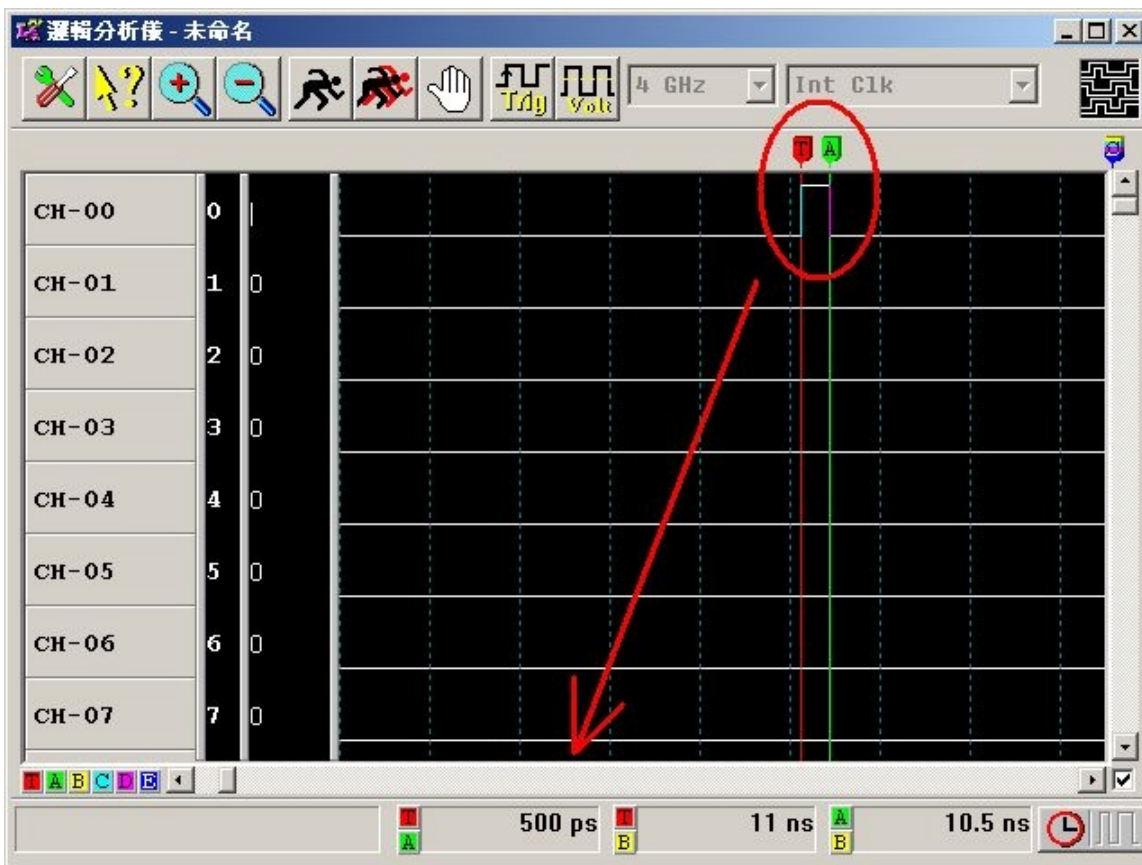 邏輯分析儀 - 未命名
Trig Volt 4 GHz Int Clk
T A
CH-00 0
CH-01 1 0
CH-02 2 0
CH-03 3 0
CH-04 4 0
CH-05 5 0
CH-06 6 0
CH-07 7 0
T A B C D E
T A 500 ps T B 11 ns A B 10.5 ns